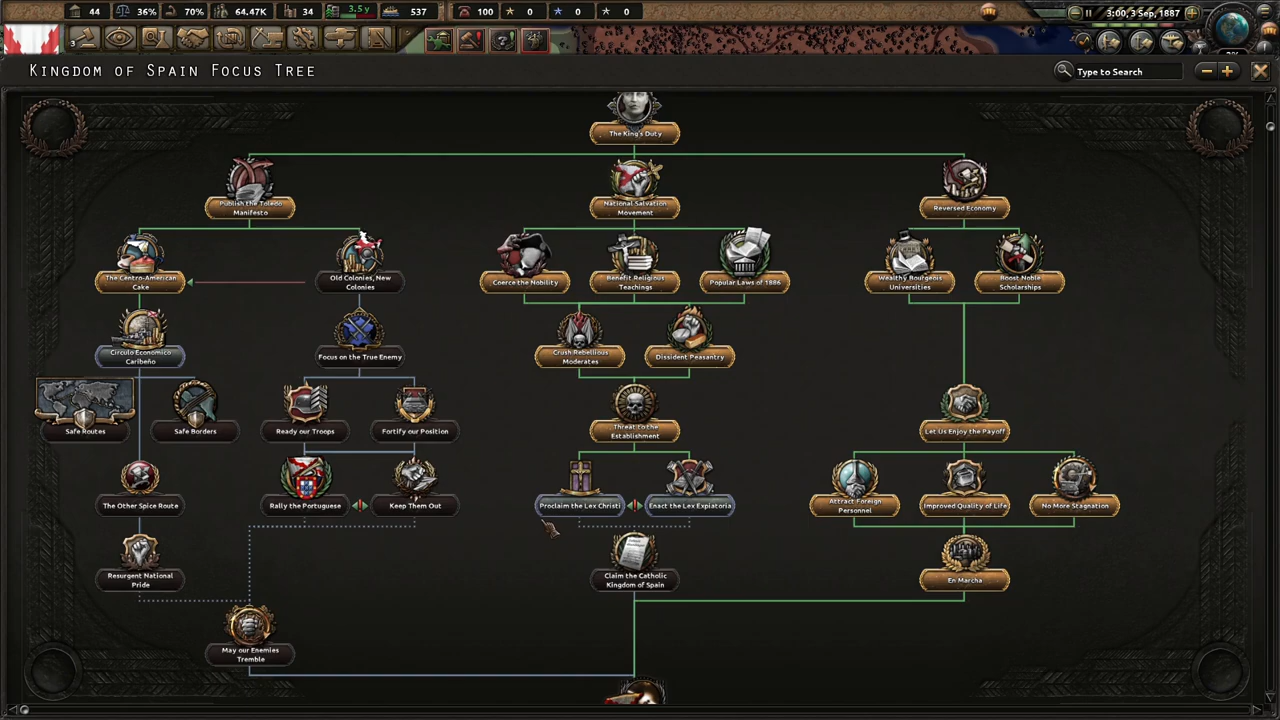 44
36%
70%
64.47K
34
3.5 y
537
100
0
0
0
3:00, 3 Sep, 1887
3
Kingdom of Spain Focus Tree
Type to Search
The King's Duty
Publish the Toledo
Manifesto
National Salvation
Movement
Reversed Economy
The Centro-American
Cake
Old Colonies, New
Colonies
Coerce the Nobility
Benefit Religious
Teachings
Popular Laws of 1886
Wealthy Bourgeois
Universities
Boost Noble
Scholarships
Círculo Económico
Caribeño
Focus on the True Enemy
Crush Rebellious
Moderates
Dissident Peasantry
Safe Routes
Safe Borders
Ready our Troops
Fortify our Position
Threat to the
Establishment
Let Us Enjoy the Payoff
The Other Spice Route
Rally the Portuguese
Keep Them Out
Proclaim the Lex Christi
Enact the Lex Expiatoria
Attract Foreign
Personnel
Improved Quality of Life
No More Stagnation
Resurgent National
Pride
Claim the Catholic
Kingdom of Spain
En Marcha
May our Enemies
Tremble